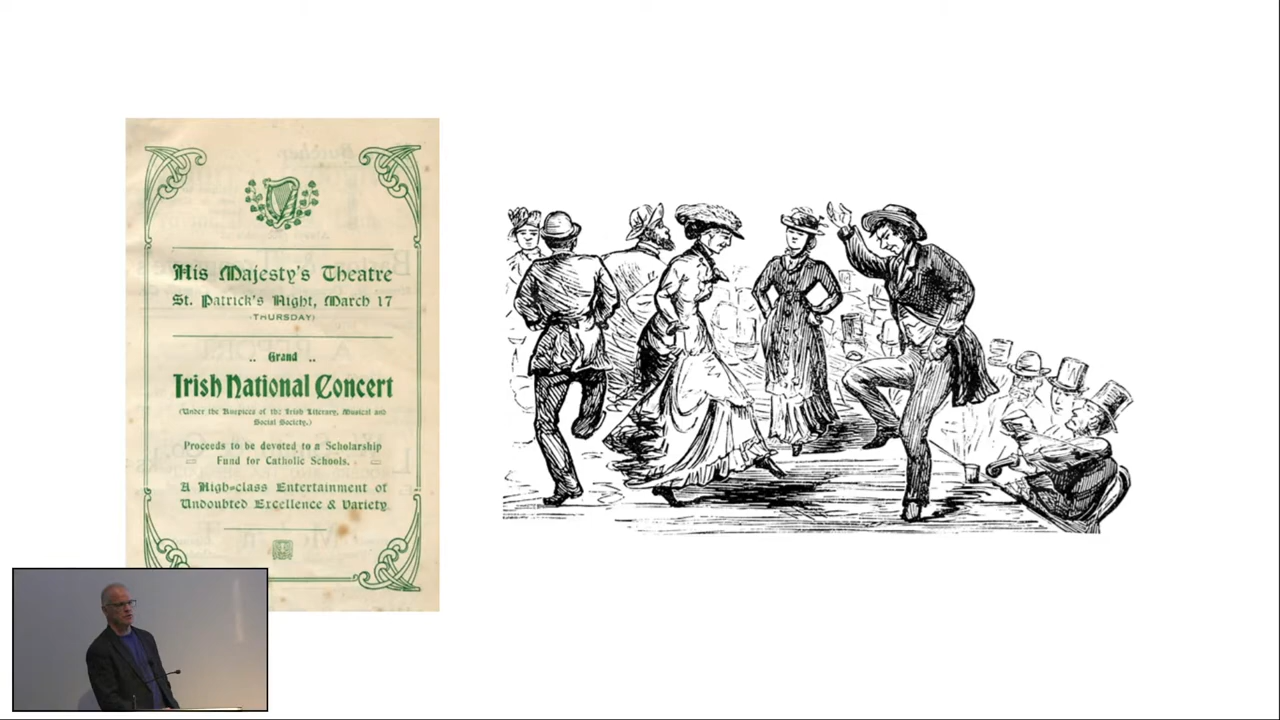 His Majesty's Theatre
St. Patrick's Night, March 17
(THURSDAY)
.. Grand ..
Irish National Concert
(Under the Auspices of the Irish Literary, Musical and
Social Society.)
Proceeds to be devoted to a Scholarship
Fund for Catholic Schools.
A High=class Entertainment of
Undoubted Excellence & Variety